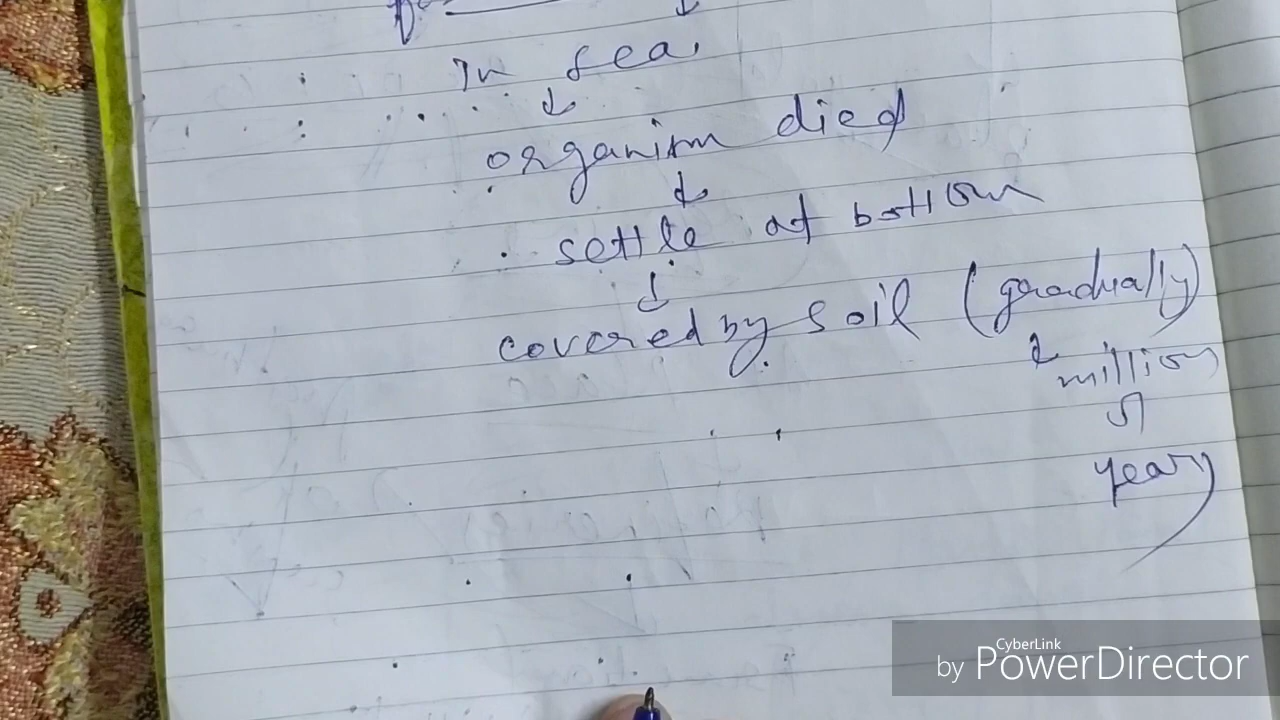 In sea.
↓
organism died
↓
settle at bottom
↓
covered by soil (gradually)
↓
million
of
years
CyberLink
by PowerDirector